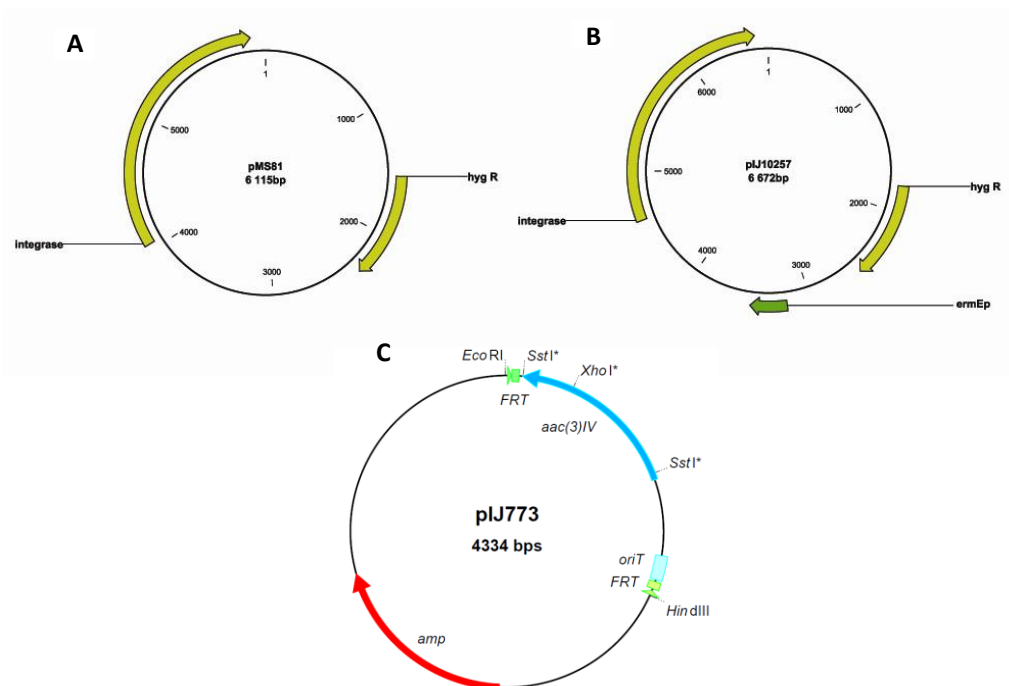 A
1
1000
2000
3000
4000
5000
pMS81
6 115bp
hyg R
integrase
B
1
1000
2000
3000
4000
5000
6000
pIJ10257
6 672bp
hyg R
integrase
ermEp
C
EcoRI
SstI*
XhoI*
FRT
aac(3)IV
SstI*
pIJ773
4334 bps
oriT
FRT
HindIII
amp